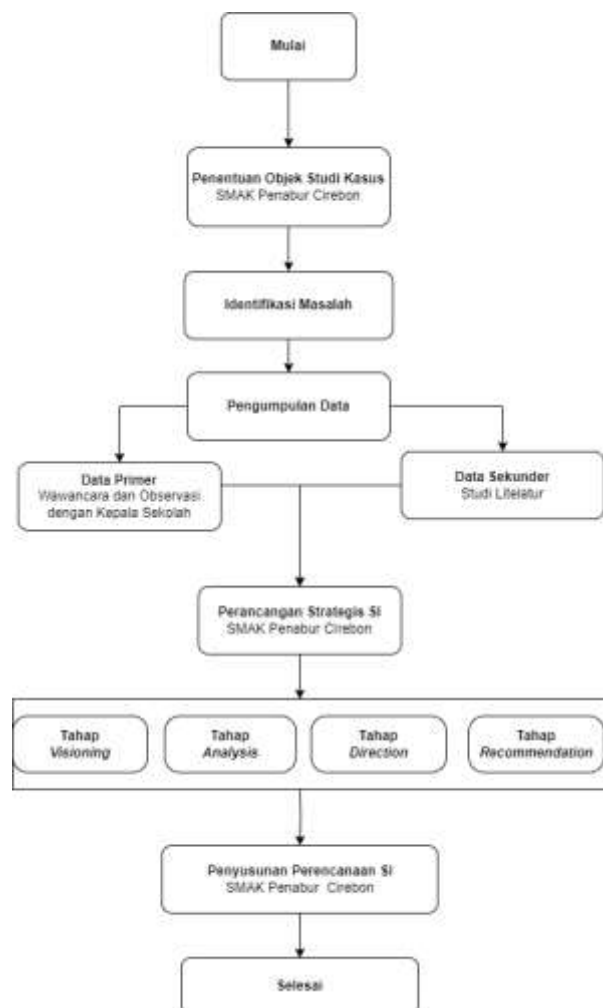 Mulai
Penentuan Objek Studi Kasus
SMAK Penabur Cirebon
Identifikasi Masalah
Pengumpulan Data
Data Primer
Wawancara dan Observasi
dengan Kepala Sekolah
Data Sekunder
Studi Litelatur
Perancangan Strategis SI
SMAK Penabur Cirebon
Tahap
Visioning
Tahap
Analysis
Tahap
Direction
Tahap
Recommendation
Penyusunan Perencanaan SI
SMAK Penabur Cirebon
Selesai